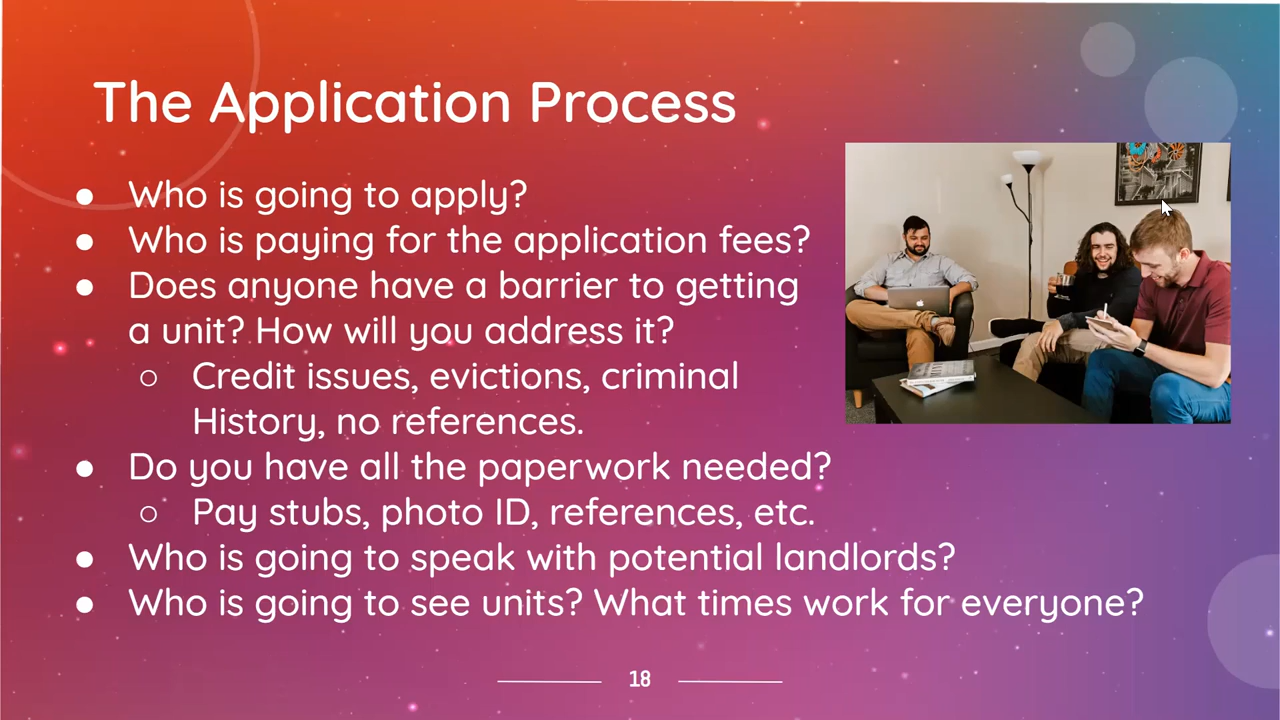 The Application Process
● Who is going to apply?
● Who is paying for the application fees?
● Does anyone have a barrier to getting
a unit? How will you address it?
○ Credit issues, evictions, criminal
History, no references.
● Do you have all the paperwork needed?
○ Pay stubs, photo ID, references, etc.
● Who is going to speak with potential landlords?
● Who is going to see units? What times work for everyone?
18